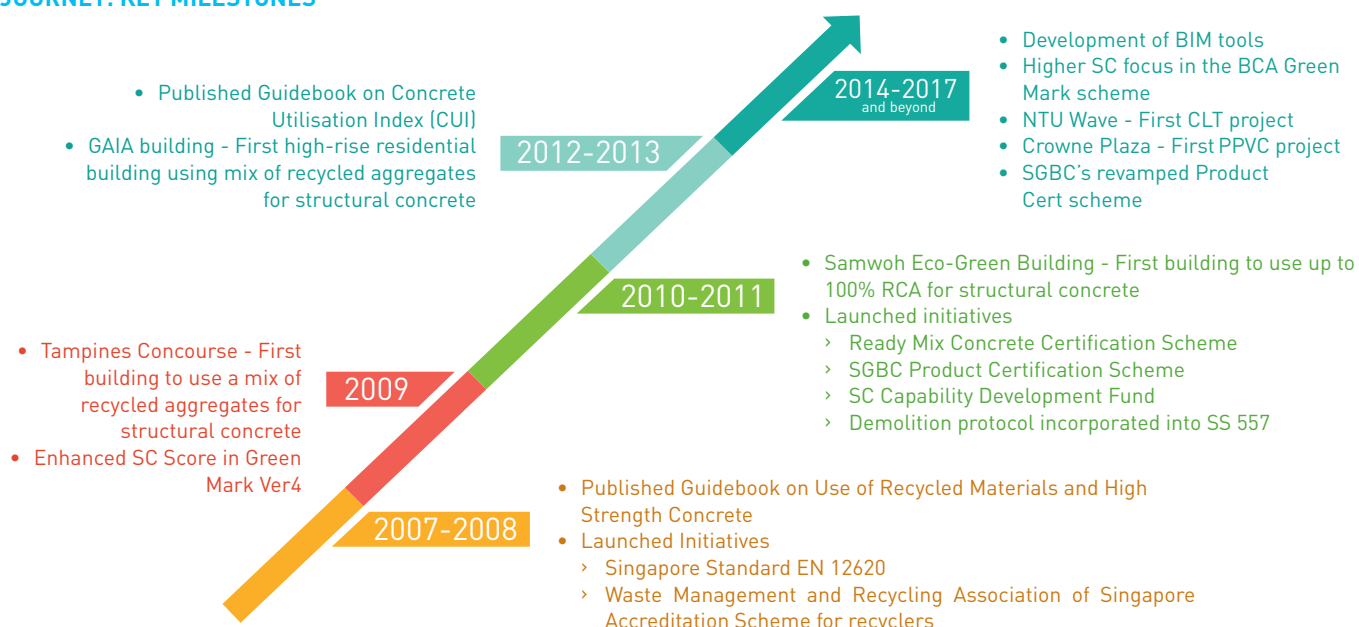 JOURNEY: KEY MILESTONES
• Development of BIM tools
• Higher SC focus in the BCA Green
Mark scheme
• NTU Wave - First CLT project
• Crowne Plaza - First PPVC project
• SGBC's revamped Product
Cert scheme
2014-2017
and beyond
• Published Guidebook on Concrete
Utilisation Index (CUI)
• GAIA building - First high-rise residential
building using mix of recycled aggregates
for structural concrete
2012-2013
• Samwoh Eco-Green Building - First building to use up to
100% RCA for structural concrete
• Launched initiatives
› Ready Mix Concrete Certification Scheme
› SGBC Product Certification Scheme
› SC Capability Development Fund
› Demolition protocol incorporated into SS 557
2010-2011
• Tampines Concourse - First
building to use a mix of
recycled aggregates for
structural concrete
• Enhanced SC Score in Green
Mark Ver4
2009
• Published Guidebook on Use of Recycled Materials and High
Strength Concrete
• Launched Initiatives
› Singapore Standard EN 12620
› Waste Management and Recycling Association of Singapore
Accreditation Scheme for recyclers
2007-2008